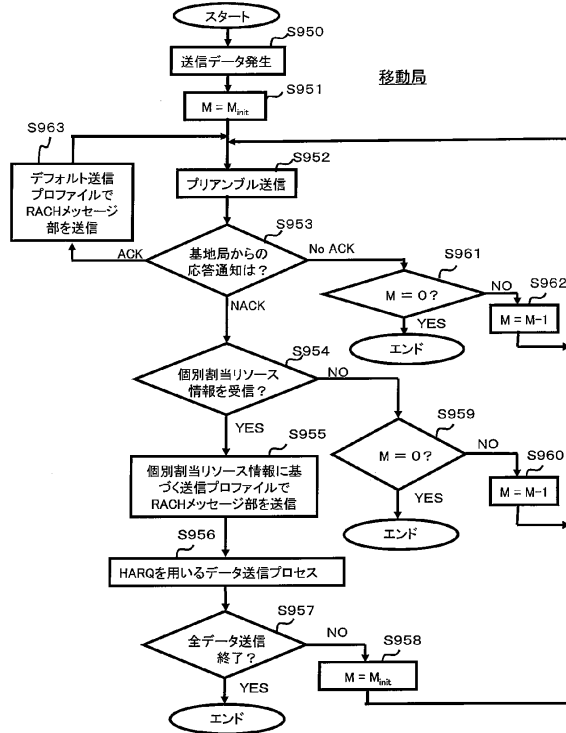 スタート
S950
送信データ発生
移動局
S951
M = Minit
S963
デフォルト送信
プロファイルで
RACHメッセージ
部を送信
S952
プリアンブル送信
S953
基地局からの
応答通知は?
ACK
No ACK
NACK
S961
M = 0?
NO
YES
エンド
S962
M = M-1
S954
個別割当リソース
情報を受信?
NO
YES
S959
M = 0?
NO
YES
エンド
S960
M = M-1
S955
個別割当リソース情報に基
づく送信プロファイルで
RACHメッセージ部を送信
S956
HARQを用いるデータ送信プロセス
S957
全データ送信
終了?
NO
YES
S958
M = Minit
エンド